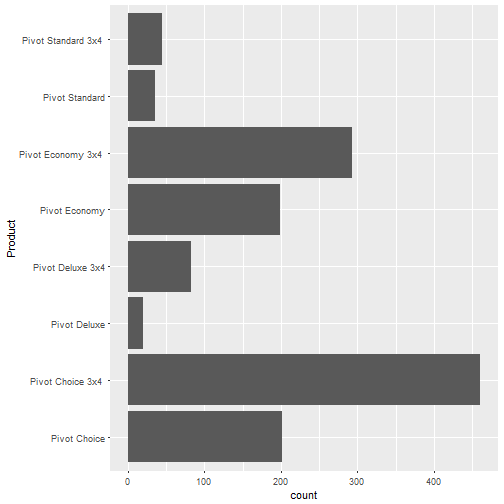 Pivot Standard 3x4
Pivot Standard
Pivot Economy 3x4
Pivot Economy
Pivot Deluxe 3x4
Pivot Deluxe
Pivot Choice 3x4
Pivot Choice
Product
0 100 200 300 400
count